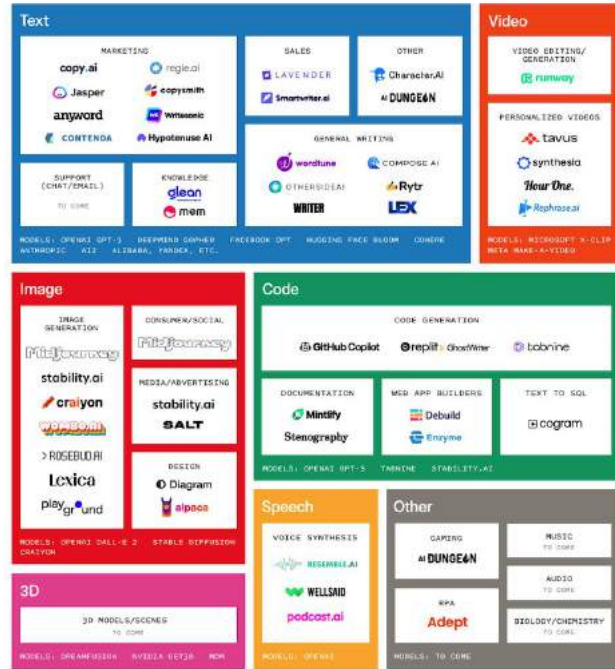 Text
MARKETING
copy.ai
regie.ai
Jasper
copysmith
anyword
Writesonic
CONTENDA
Hypotenuse AI
SALES
LAVENDER
Smartwriter.ai
OTHER
Character.AI
AI DUNGEON
SUPPORT
(CHAT/EMAIL)
TO COME
KNOWLEDGE
glean
mem
GENERAL WRITING
wordtune
COMPOSE AI
OTHERSIDEAI
Rytr
WRITER
LEX
MODELS: OPENAI GPT-3 DEEPMIND GOPHER FACEBOOK OPT HUGGING FACE BLOOM COHERE
ANTHROPIC AI2 ALIBABA, YANDEX, ETC.
Video
VIDEO EDITING/
GENERATION
runway
PERSONALIZED VIDEOS
tavus
synthesia
Hour One.
Rephrase.ai
MODELS: MICROSOFT X-CLIP
META MAKE-A-VIDEO
Image
IMAGE
GENERATION
Midjourney
stability.ai
craiyon
WOMBO.AI
ROSEBUD.AI
Lexica
playground
CONSUMER/SOCIAL
Midjourney
MEDIA/ADVERTISING
stability.ai
SALT
DESIGN
Diagram
alpaca
MODELS: OPENAI DALL-E 2 STABLE DIFFUSION
CRAIYON
Code
CODE GENERATION
GitHub Copilot
replit GhostWriter
tabnine
DOCUMENTATION
Mintlify
Stenography
WEB APP BUILDERS
Debuild
Enzyme
TEXT TO SQL
cogram
MODELS: OPENAI GPT-3 TABNINE STABILITY.AI
3D
3D MODELS/SCENES
TO COME
MODELS: DREAMFUSION NVIDIA GET3D MDM
Speech
VOICE SYNTHESIS
RESEMBLE.AI
WELLSAID
podcast.ai
MODELS: OPENAI
Other
GAMING
AI DUNGEON
RPA
Adept
MUSIC
TO COME
AUDIO
TO COME
BIOLOGY/CHEMISTRY
TO COME
MODELS: TO COME